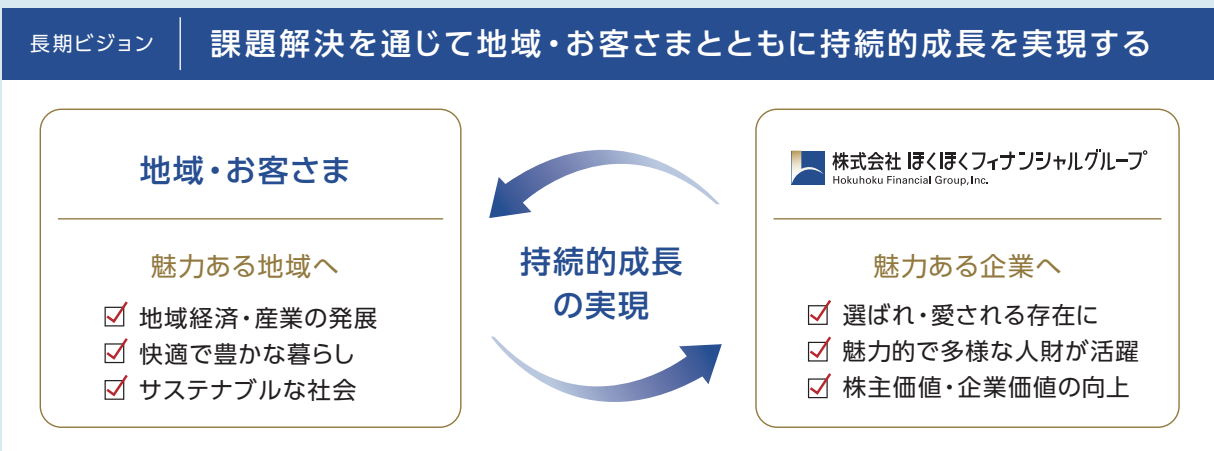 長期ビジョン
課題解決を通じて地域・お客さまとともに持続的成長を実現する
地域・お客さま
魅力ある地域へ
地域経済・産業の発展
快適で豊かな暮らし
サステナブルな社会
持続的成長
の実現
株式会社 ほくほくフィナンシャルグループ
Hokuhoku Financial Group, Inc.
魅力ある企業へ
選ばれ・愛される存在に
魅力的で多様な人財が活躍
株主価値・企業価値の向上